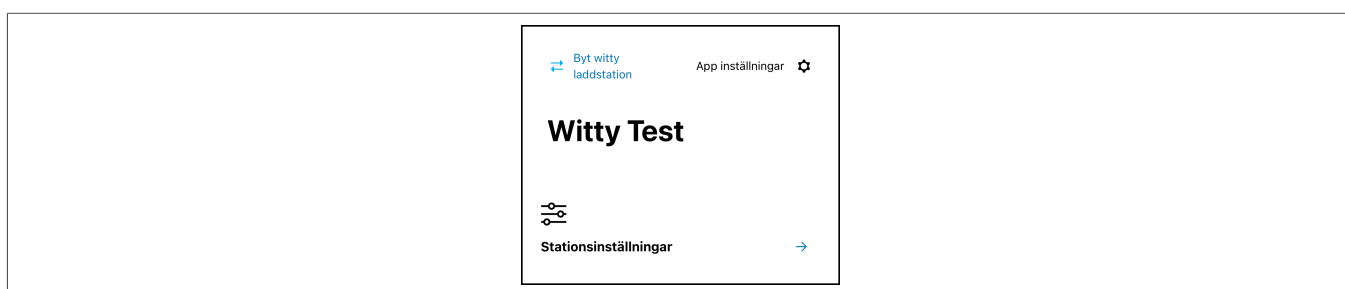 Byt witty
laddstation
App inställningar
Witty Test
Stationsinställningar